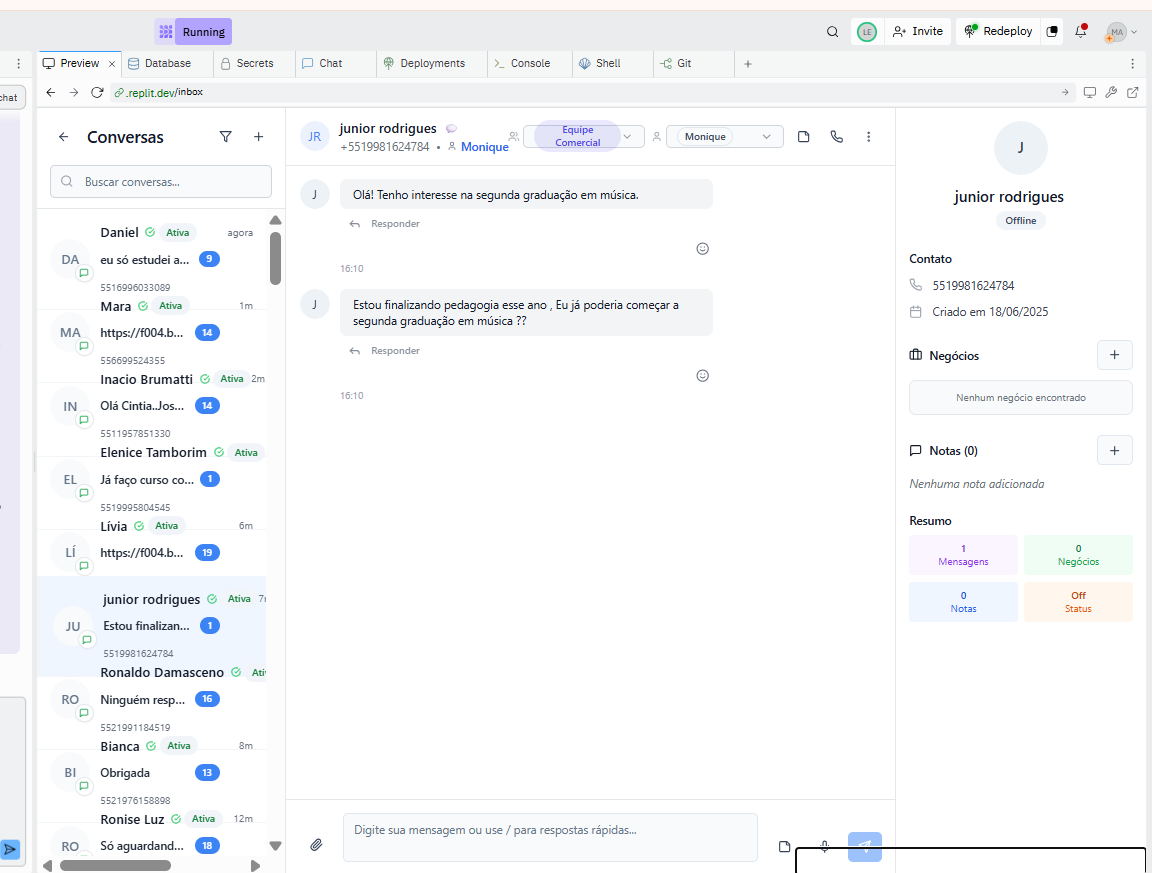 Running
LE
Invite
Redeploy
MA
Preview
Database
Secrets
Chat
Deployments
Console
Shell
Git
chat
.replit.dev/inbox
Conversas
Buscar conversas...
DA
Daniel
Ativa
agora
eu só estudei a...
9
5516996033089
MA
Mara
Ativa
1m
https://f004.b...
14
556699524355
IN
Inacio Brumatti
Ativa
2m
Olá Cintia..Jos...
14
5511957851330
EL
Elenice Tamborim
Ativa
Já faço curso co...
1
5519995804545
LÍ
Lívia
Ativa
6m
https://f004.b...
19
JU
junior rodrigues
Ativa
Estou finalizan...
1
5519981624784
RO
Ronaldo Damasceno
Ninguém resp...
16
5521991184519
BI
Bianca
Ativa
8m
Obrigada
13
5521976158898
RO
Ronise Luz
Ativa
12m
Só aguardand...
18
JR
junior rodrigues
+5519981624784 • Monique
Equipe
Comercial
Monique
J
Olá! Tenho interesse na segunda graduação em música.
Responder
16:10
J
Estou finalizando pedagogia esse ano , Eu já poderia começar a
segunda graduação em música ??
Responder
16:10
Digite sua mensagem ou use / para respostas rápidas...
J
junior rodrigues
Offline
Contato
5519981624784
Criado em 18/06/2025
Negócios
Nenhum negócio encontrado
Notas (0)
Nenhuma nota adicionada
Resumo
1
Mensagens
0
Negócios
0
Notas
Off
Status